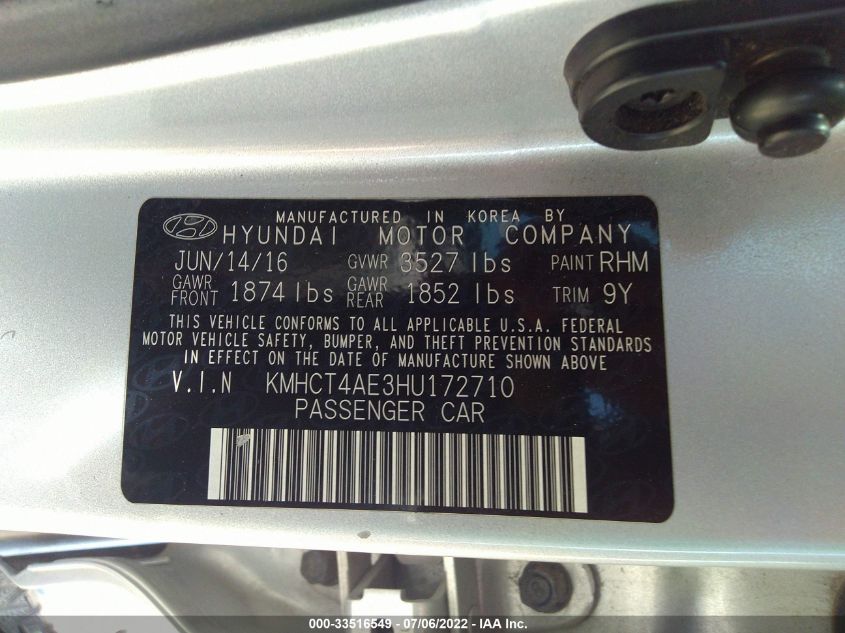 MANUFACTURED IN KOREA BY
HYUNDAI MOTOR COMPANY
JUN/14/16 GVWR 3527 lbs PAINT RHM
GAWR FRONT 1874 lbs GAWR REAR 1852 lbs TRIM 9Y
THIS VEHICLE CONFORMS TO ALL APPLICABLE U.S.A. FEDERAL
MOTOR VEHICLE SAFETY, BUMPER, AND THEFT PREVENTION STANDARDS
IN EFFECT ON THE DATE OF MANUFACTURE SHOWN ABOVE
V.I.N KMHCT4AE3HU172710
PASSENGER CAR
000-33516549 - 07/06/2022 - IAA Inc.